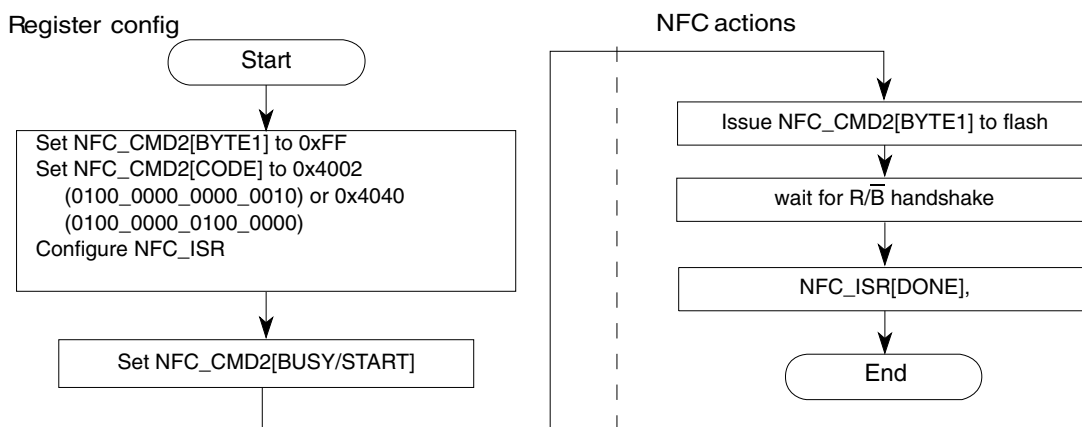 Register config
Start
Set NFC_CMD2[BYTE1] to 0xFF
Set NFC_CMD2[CODE] to 0x4002
(0100_0000_0000_0010) or 0x4040
(0100_0000_0100_0000)
Configure NFC_ISR
Set NFC_CMD2[BUSY/START]
NFC actions
Issue NFC_CMD2[BYTE1] to flash
wait for R/B̅ handshake
NFC_ISR[DONE],
End